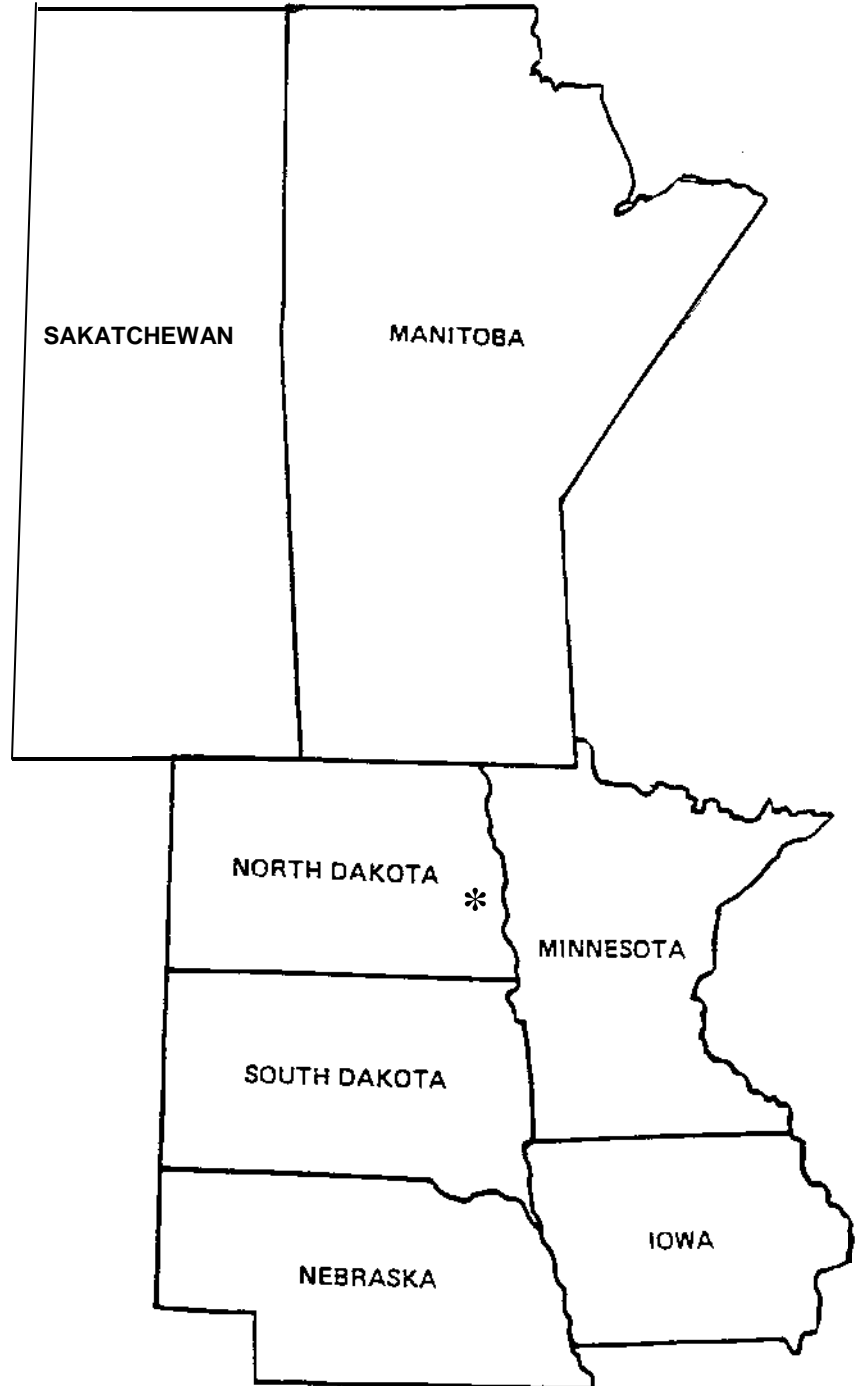 SAKATCHEWAN
MANITOBA
NORTH DAKOTA
*
MINNESOTA
SOUTH DAKOTA
IOWA
NEBRASKA